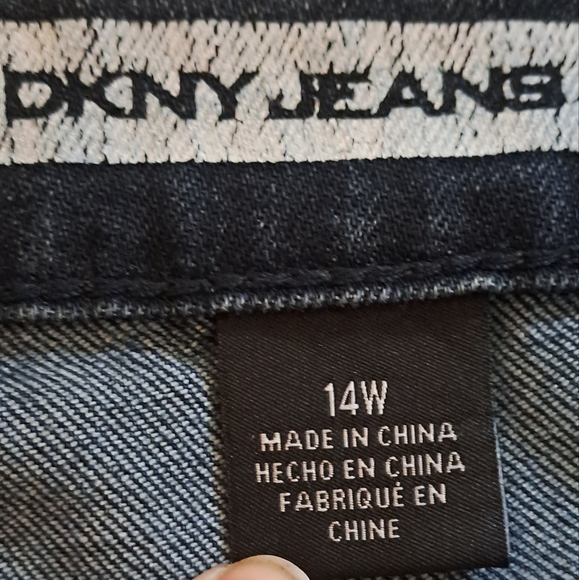 DKNY JEANS
14W
MADE IN CHINA
HECHO EN CHINA
FABRIQUÉ EN
CHINE